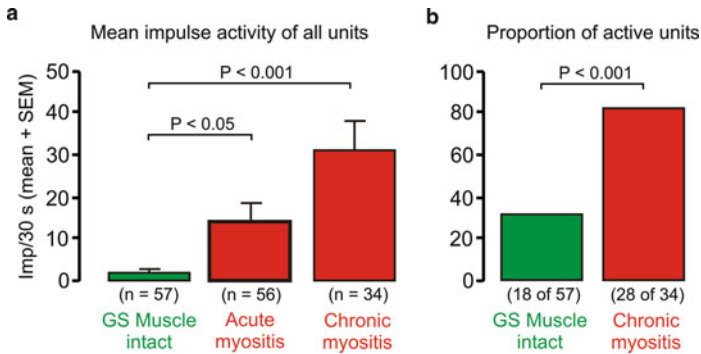 a
Mean impulse activity of all units
Imp/30 s (mean + SEM)
50
40
30
20
10
0
P < 0.001
P < 0.05
(n = 57)
(n = 56)
(n = 34)
GS Muscle
intact
Acute
myositis
Chronic
myositis
b
Proportion of active units
100
80
60
40
20
0
P < 0.001
(18 of 57)
(28 of 34)
GS Muscle
intact
Chronic
myositis